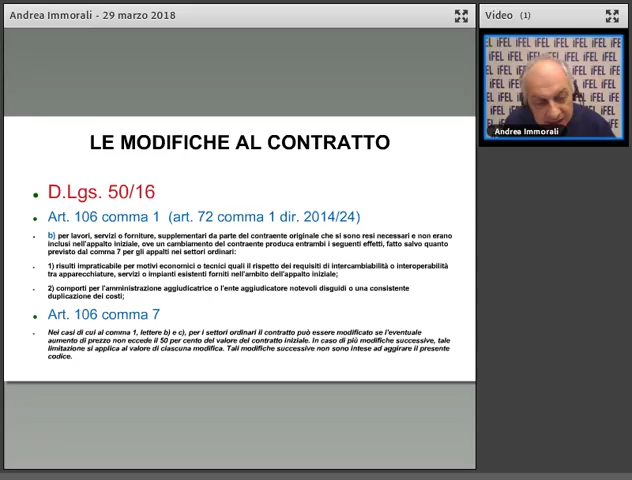 Andrea Immorali - 29 marzo 2018
Video (1)
LE MODIFICHE AL CONTRATTO
D.Lgs. 50/16
Art. 106 comma 1 (art. 72 comma 1 dir. 2014/24)
b) per lavori, servizi o forniture, supplementari da parte del contraente originale che si sono resi necessari e non erano
inclusi nell'appalto iniziale, ove un cambiamento del contraente produca entrambi i seguenti effetti, fatto salvo quanto
previsto dal comma 7 per gli appalti nei settori ordinari:
1) risulti impraticabile per motivi economici o tecnici quali il rispetto dei requisiti di intercambiabilità o interoperabilità
tra apparecchiature, servizi o impianti esistenti forniti nell'ambito dell'appalto iniziale;
2) comporti per l'amministrazione aggiudicatrice o l'ente aggiudicatore notevoli disguidi o una consistente
duplicazione dei costi;
Art. 106 comma 7
Nei casi di cui al comma 1, lettere b) e c), per i settori ordinari il contratto può essere modificato se l'eventuale
aumento di prezzo non eccede il 50 per cento del valore del contratto iniziale. In caso di più modifiche successive, tale
limitazione si applica al valore di ciascuna modifica. Tali modifiche successive non sono intese ad aggirare il presente
codice.
iFEL iFEL iFEL iFEL
Andrea Immorali